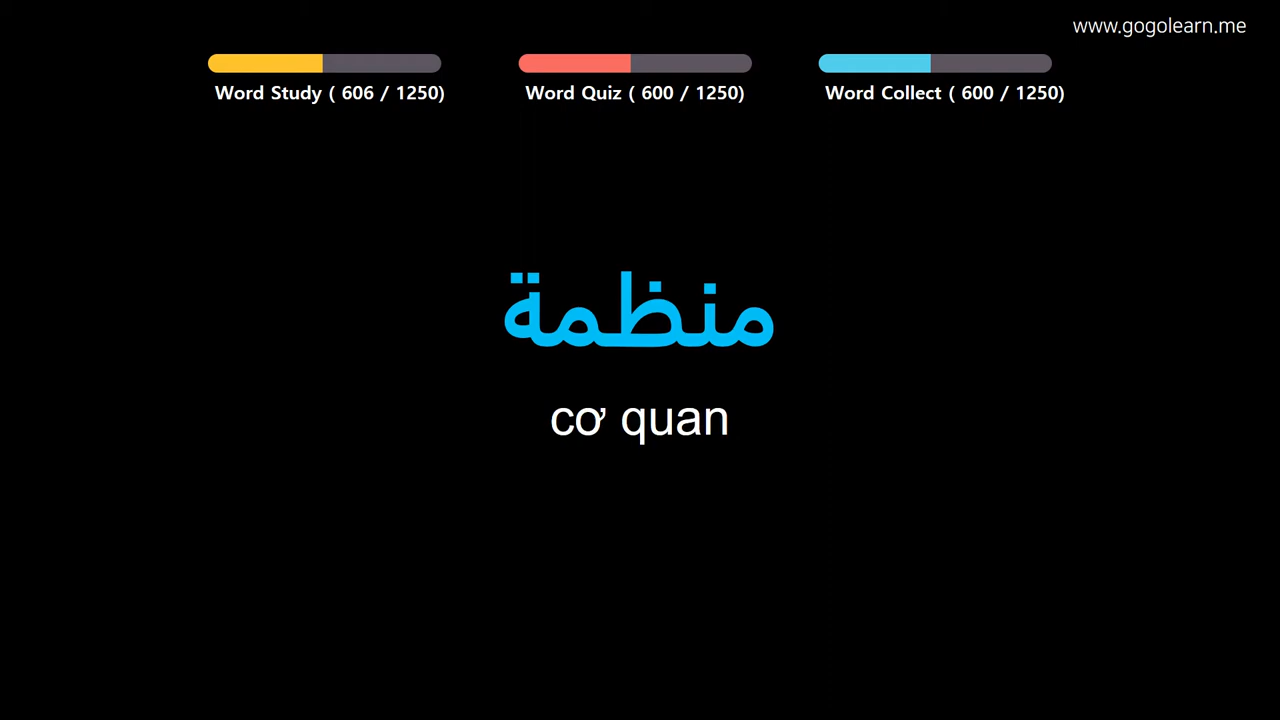 www.gogolearn.me
Word Study ( 606 / 1250)
Word Quiz ( 600 / 1250)
Word Collect ( 600 / 1250)
منظمة
cơ quan